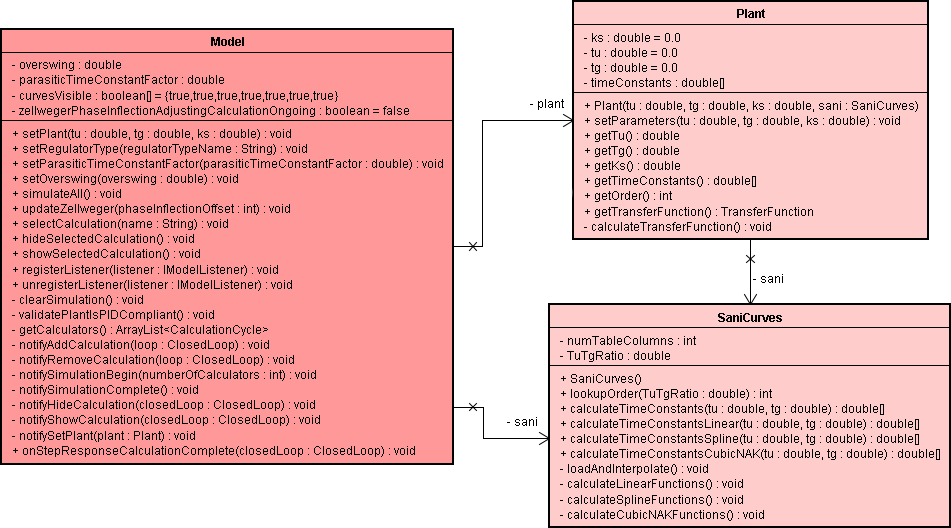 Model
- overswing : double
- parasiticTimeConstantFactor : double
- curvesVisible : boolean[] = {true,true,true,true,true,true,true}
- zellwegerPhaseInflectionAdjustingCalculationOngoing : boolean = false
+ setPlant(tu : double, tg : double, ks : double) : void
+ setRegulatorType(regulatorTypeName : String) : void
+ setParasiticTimeConstantFactor(parasiticTimeConstantFactor : double) : void
+ setOverswing(overswing : double) : void
+ simulateAll() : void
+ updateZellweger(phaseInflectionOffset : int) : void
+ selectCalculation(name : String) : void
+ hideSelectedCalculation() : void
+ showSelectedCalculation() : void
+ registerListener(listener : IModelListener) : void
+ unregisterListener(listener : IModelListener) : void
- clearSimulation() : void
- validatePlantIsPIDCompliant() : void
- getCalculators() : ArrayList<CalculationCycle>
- notifyAddCalculation(loop : ClosedLoop) : void
- notifyRemoveCalculation(loop : ClosedLoop) : void
- notifySimulationBegin(numberOfCalculators : int) : void
- notifySimulationComplete() : void
- notifyHideCalculation(closedLoop : ClosedLoop) : void
- notifyShowCalculation(closedLoop : ClosedLoop) : void
- notifySetPlant(plant : Plant) : void
+ onStepResponseCalculationComplete(closedLoop : ClosedLoop) : void
- plant
Plant
- ks : double = 0.0
- tu : double = 0.0
- tg : double = 0.0
- timeConstants : double[]
+ Plant(tu : double, tg : double, ks : double, sani : SaniCurves)
+ setParameters(tu : double, tg : double, ks : double) : void
+ getTu() : double
+ getTg() : double
+ getKs() : double
+ getTimeConstants() : double[]
+ getOrder() : int
+ getTransferFunction() : TransferFunction
- calculateTransferFunction() : void
- sani
- sani
SaniCurves
- numTableColumns : int
- TuTgRatio : double
+ SaniCurves()
+ lookupOrder(TuTgRatio : double) : int
+ calculateTimeConstants(tu : double, tg : double) : double[]
+ calculateTimeConstantsLinear(tu : double, tg : double) : double[]
+ calculateTimeConstantsSpline(tu : double, tg : double) : double[]
+ calculateTimeConstantsCubicNAK(tu : double, tg : double) : double[]
- loadAndInterpolate() : void
- calculateLinearFunctions() : void
- calculateSplineFunctions() : void
- calculateCubicNAKFunctions() : void